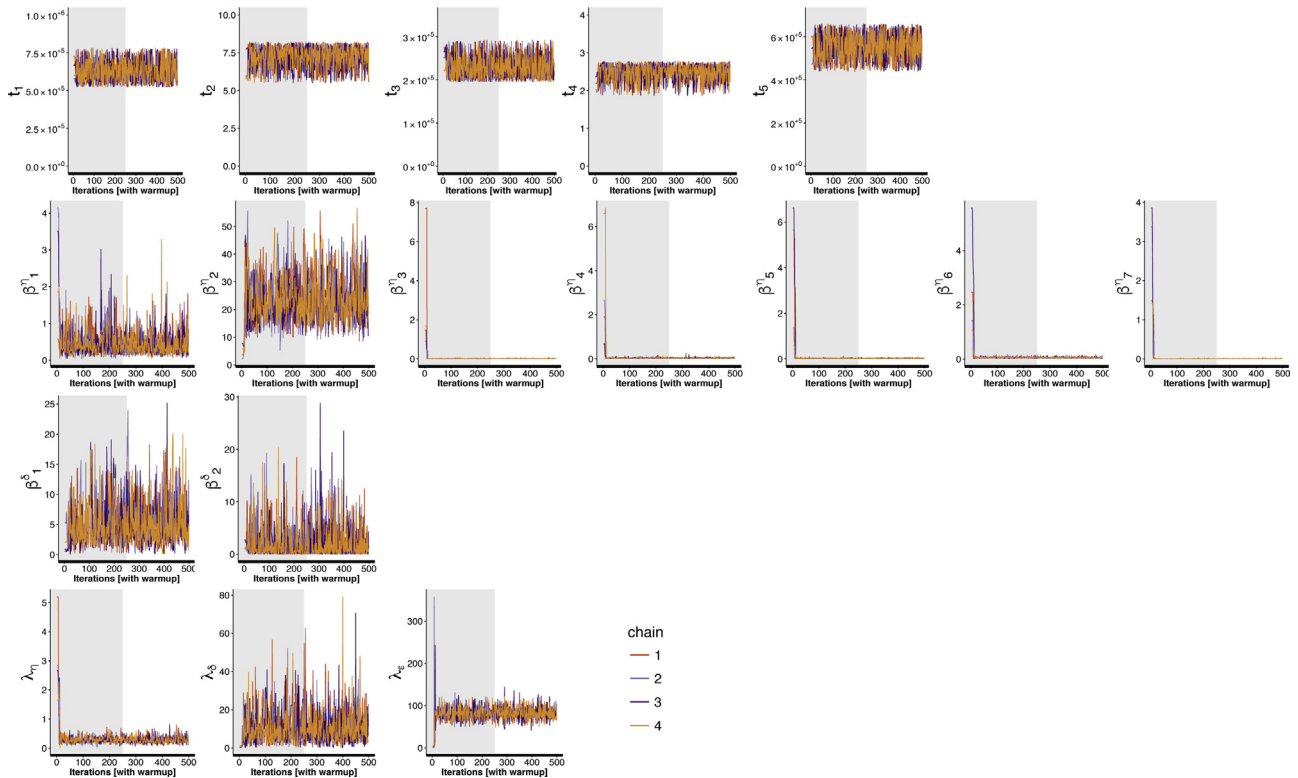 1.0 × 10⁺⁶
7.5 × 10⁺⁵
5.0 × 10⁺⁵
2.5 × 10⁺⁵
0.0 × 10⁺⁰
t₁
0 100 200 300 400 500
Iterations [with warmup]
10.0
7.5
5.0
2.5
0.0
t₂
0 100 200 300 400 500
Iterations [with warmup]
3 × 10⁺⁵
2 × 10⁺⁵
1 × 10⁺⁵
0 × 10⁺⁰
t₃
0 100 200 300 400 500
Iterations [with warmup]
4
3
2
1
0
t₄
0 100 200 300 400 500
Iterations [with warmup]
6 × 10⁺⁵
4 × 10⁺⁵
2 × 10⁺⁵
0 × 10⁺⁰
t₅
0 100 200 300 400 500
Iterations [with warmup]
4
3
2
1
0
βᑎ₁
0 100 200 300 400 500
Iterations [with warmup]
50
40
30
20
10
0
β^η₂
0 100 200 300 400 500
Iterations [with warmup]
8
6
4
2
0
β^η₃
0 100 200 300 400 500
Iterations [with warmup]
8
7
6
5
4
3
2
1
0
β^η₄
0 100 200 300 400 500
Iterations [with warmup]
6
4
2
0
β^η₅
0 100 200 300 400 500
Iterations [with warmup]
4
2
0
β^η₆
0 100 200 300 400 500
Iterations [with warmup]
4
3
2
1
0
β^η₇
0 100 200 300 400 500
Iterations [with warmup]
25
20
15
10
5
0
β^δ₁
0 100 200 300 400 500
Iterations [with warmup]
30
20
10
0
β^δ₂
0 100 200 300 400 500
Iterations [with warmup]
5
4
3
2
1
0
λ_η
0 100 200 300 400 500
Iterations [with warmup]
80
60
40
20
0
λ_δ
0 100 200 300 400 500
Iterations [with warmup]
300
200
100
0
λ_ε
0 100 200 300 400 500
Iterations [with warmup]
chain
1
2
3
4